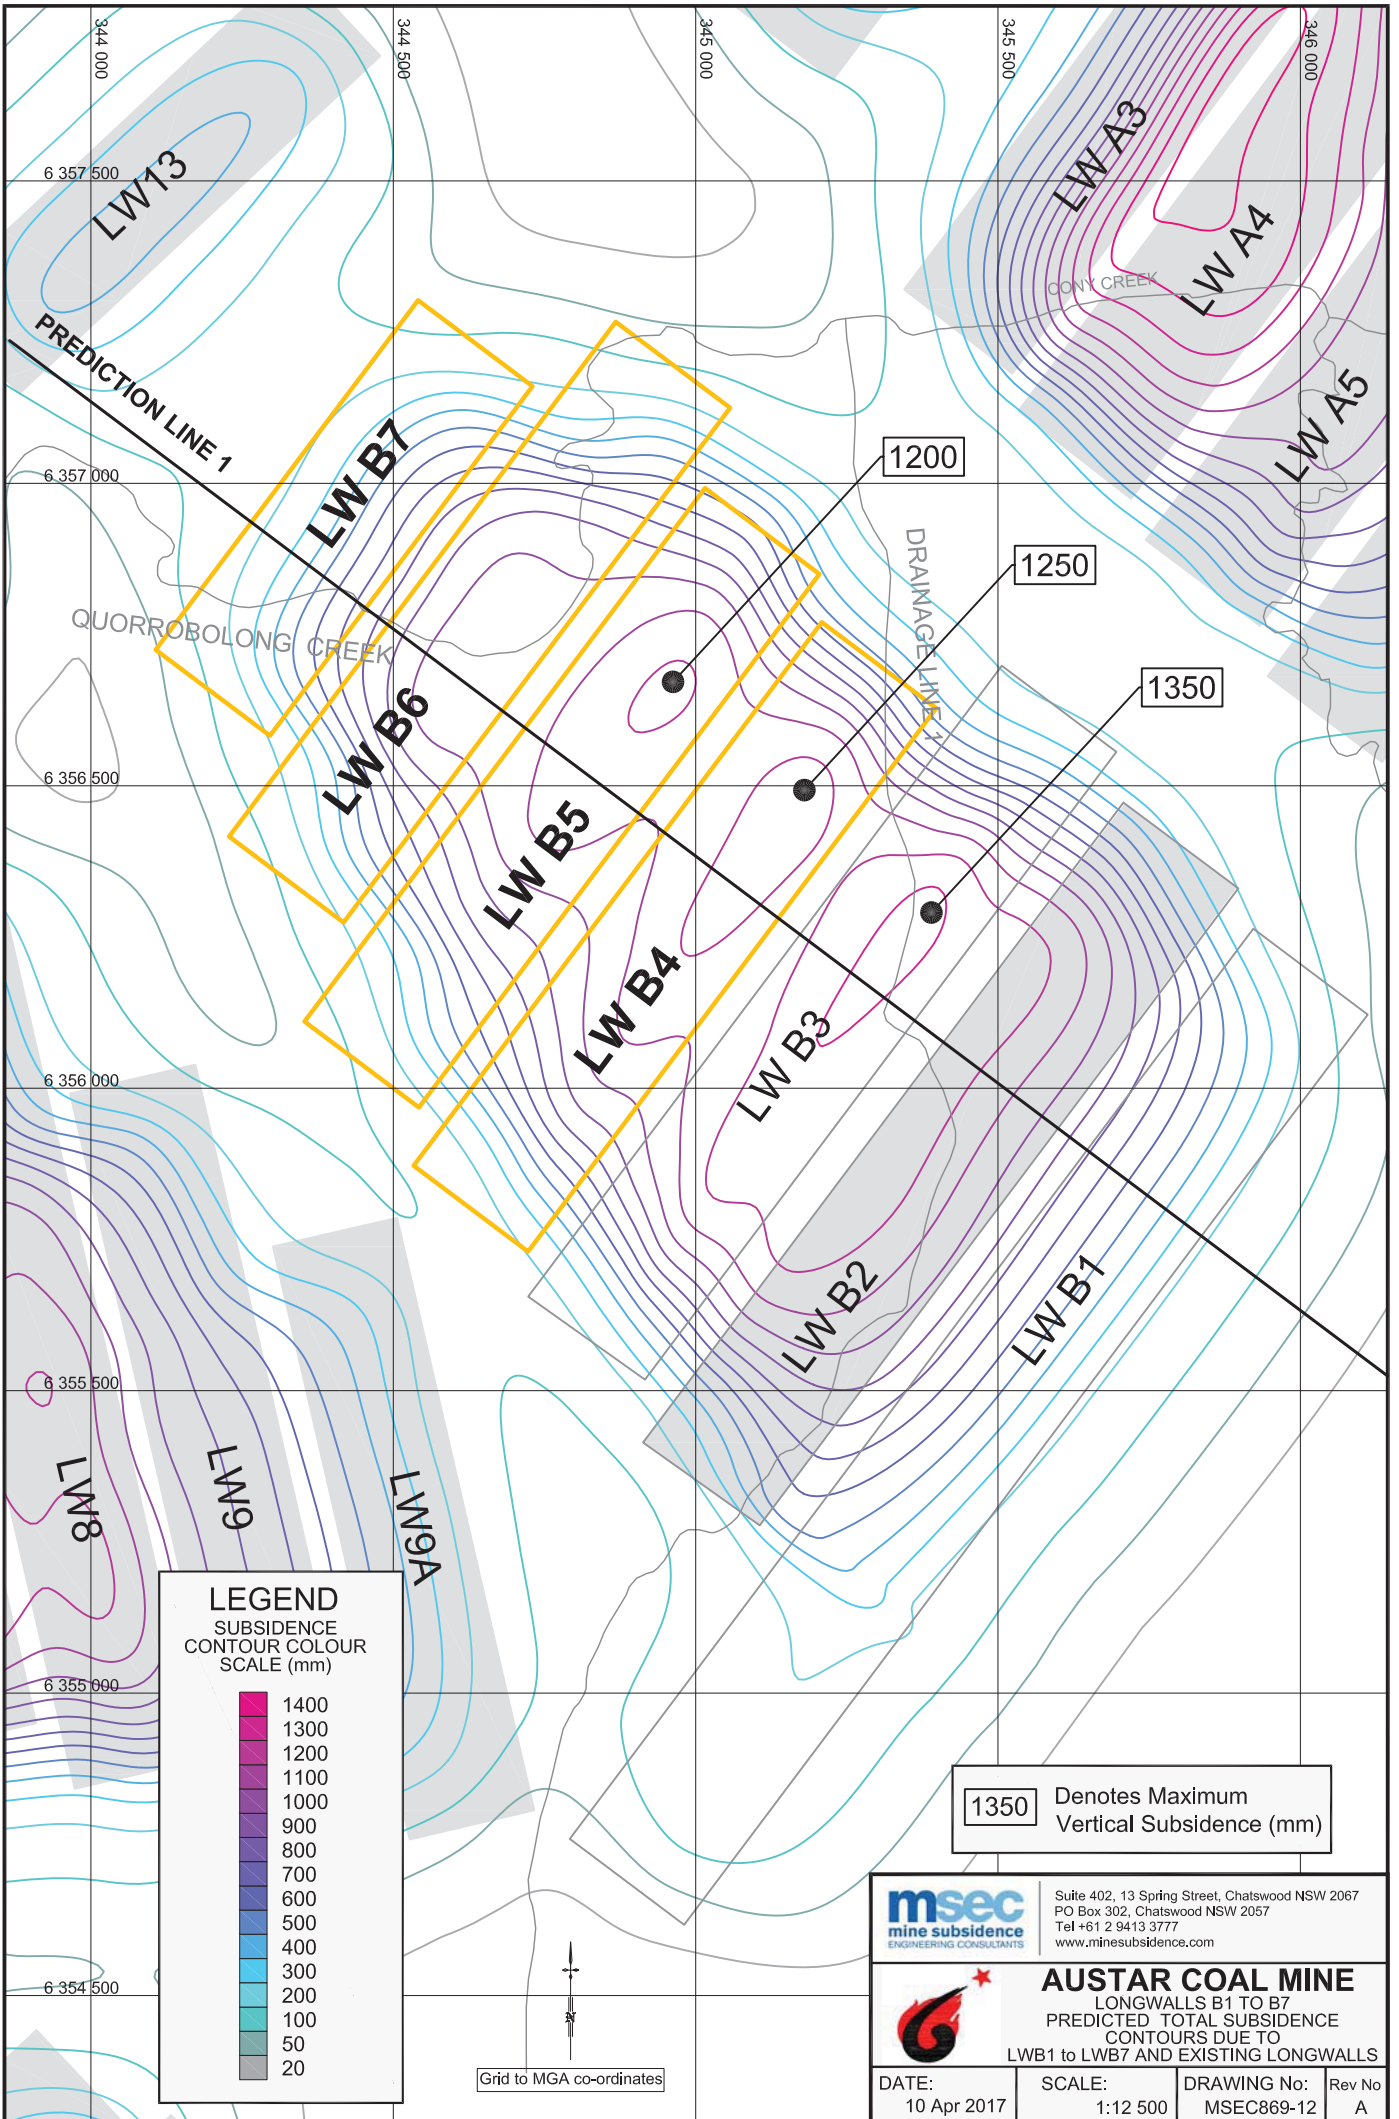 344 000
344 500
345 000
345 500
346 000
6 357 500
6 357 000
6 356 500
6 356 000
6 355 500
6 355 000
6 354 500
LW13
LW A3
LW A4
LW A5
CONY CREEK
PREDICTION LINE 1
LW B7
1200
DRAINAGE LINE 1
1250
QUORROBOLONG CREEK
1350
LW B6
LW B5
LW B4
LW B3
LW B2
LW B1
LW8
LW9
LW9A
LEGEND
SUBSIDENCE
CONTOUR COLOUR
SCALE (mm)
1400
1300
1200
1100
1000
900
800
700
600
500
400
300
200
100
50
20
N
Grid to MGA co-ordinates
1350 Denotes Maximum
Vertical Subsidence (mm)
msec
mine subsidence
ENGINEERING CONSULTANTS
Suite 402, 13 Spring Street, Chatswood NSW 2067
PO Box 302, Chatswood NSW 2057
Tel +61 2 9413 3777
www.minesubsidence.com
AUSTAR COAL MINE
LONGWALLS B1 TO B7
PREDICTED TOTAL SUBSIDENCE
CONTOURS DUE TO
LWB1 to LWB7 AND EXISTING LONGWALLS
DATE:
10 Apr 2017
SCALE:
1:12 500
DRAWING No:
MSEC869-12
Rev No
A